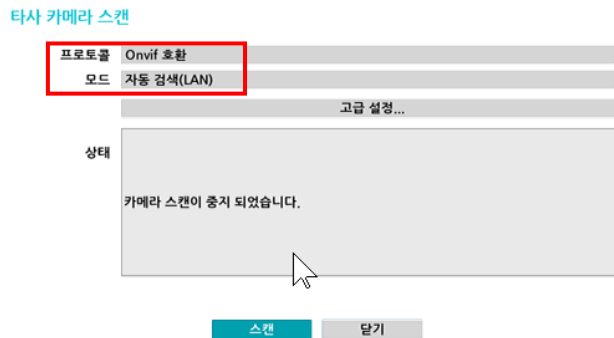 타사 카메라 스캔
프로토콜 Onvif 호환
모드 자동 검색(LAN)
고급 설정...
상태
카메라 스캔이 중지 되었습니다.
스캔 닫기